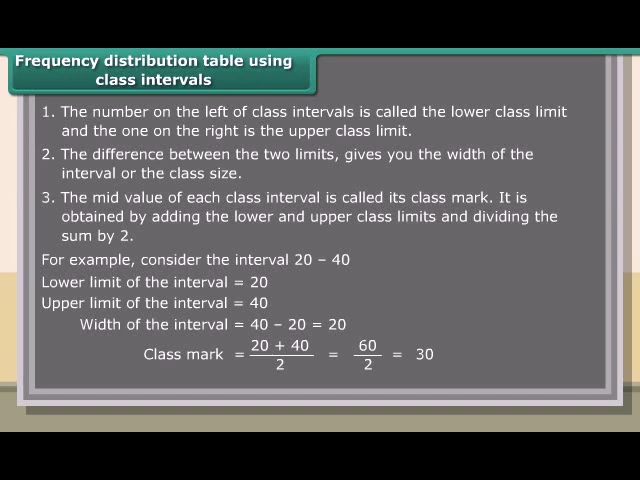 Frequency distribution table using
class intervals
1. The number on the left of class intervals is called the lower class limit
and the one on the right is the upper class limit.
2. The difference between the two limits, gives you the width of the
interval or the class size.
3. The mid value of each class interval is called its class mark. It is
obtained by adding the lower and upper class limits and dividing the
sum by 2.
For example, consider the interval 20 – 40
Lower limit of the interval = 20
Upper limit of the interval = 40
Width of the interval = 40 – 20 = 20
Class mark = 20 + 40 / 2 = 60 / 2 = 30